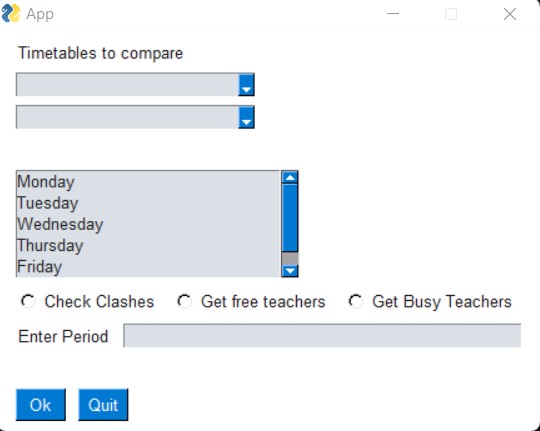 App
Timetables to compare
Monday
Tuesday
Wednesday
Thursday
Friday
Check Clashes Get free teachers Get Busy Teachers
Enter Period
Ok Quit